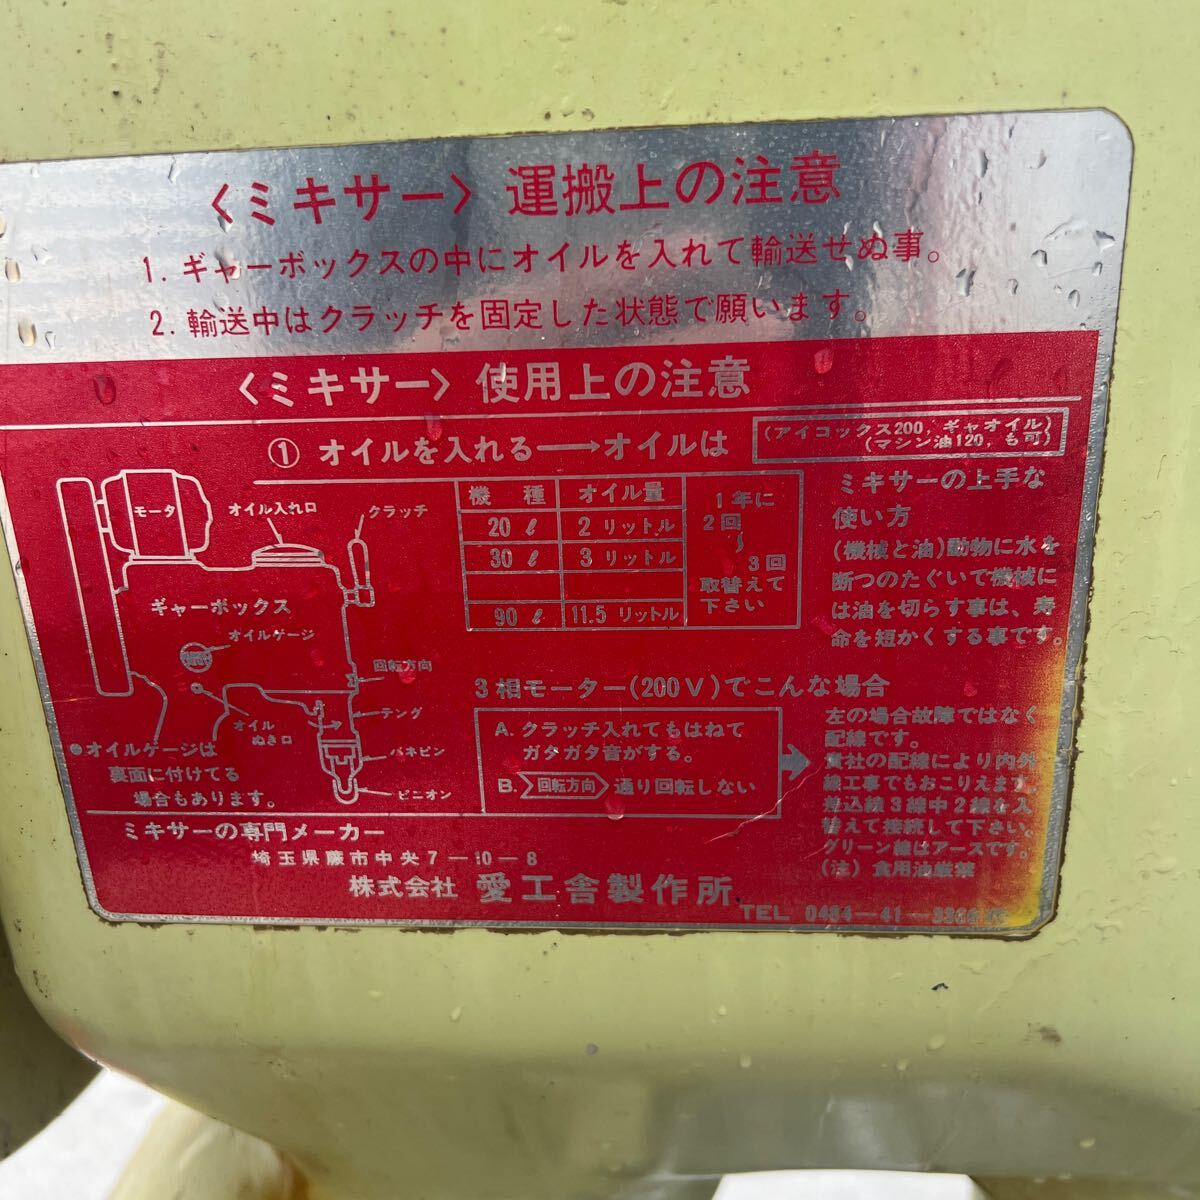 〈ミキサー〉 運搬上の注意
1. ギャーボックスの中にオイルを入れて輸送せぬ事。
2. 輸送中はクラッチを固定した状態で願います。
〈ミキサー〉 使用上の注意
① オイルを入れる→オイルは
(アイコックス200, ギャオイル)
(マシン油120, も可)
モータ
オイル入れ口
クラッチ
ギャーボックス
オイルゲージ
回転方向
オイル
ぬき口
テング
バネピン
ピニオン
●オイルゲージは
裏面に付けてる
場合もあります。
機 種 オイル量
20ℓ 2 リットル
30ℓ 3 リットル
90ℓ 11.5 リットル
1年に
2回
〜
3回
取替えて
下さい
ミキサーの上手な
使い方
(機械と油)動物に水を
断つのたぐいで機械に
は油を切らす事は、寿
命を短かくする事です。
3相モーター(200V)でこんな場合
A. クラッチ入れてもはねて
ガタガタ音がする。
B. 回転方向 通り回転しない
左の場合故障ではなく
配線です。
貴社の配線により内外
線工事でもおこりえます。
差込線3線中2線を入
替えて接続して下さい。
グリーン線はアースです。
(注) 食用油厳禁
ミキサーの専門メーカー
埼玉県蕨市中央7−10−8
株式会社 愛工舎製作所
TEL 0484−41−